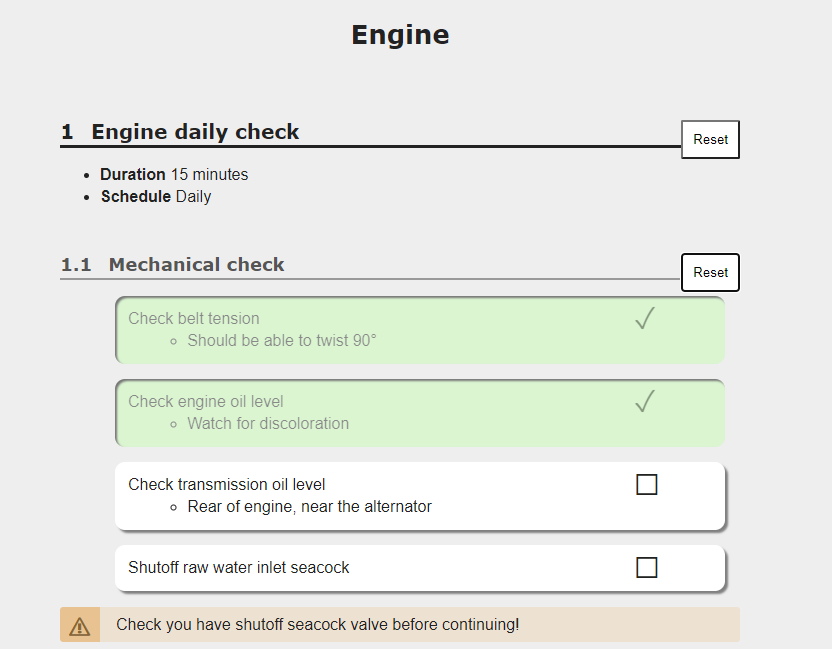 Engine
1 Engine daily check
Reset
• Duration 15 minutes
• Schedule Daily
1.1 Mechanical check
Reset
Check belt tension
◦ Should be able to twist 90°
Check engine oil level
◦ Watch for discoloration
Check transmission oil level
◦ Rear of engine, near the alternator
Shutoff raw water inlet seacock
Check you have shutoff seacock valve before continuing!